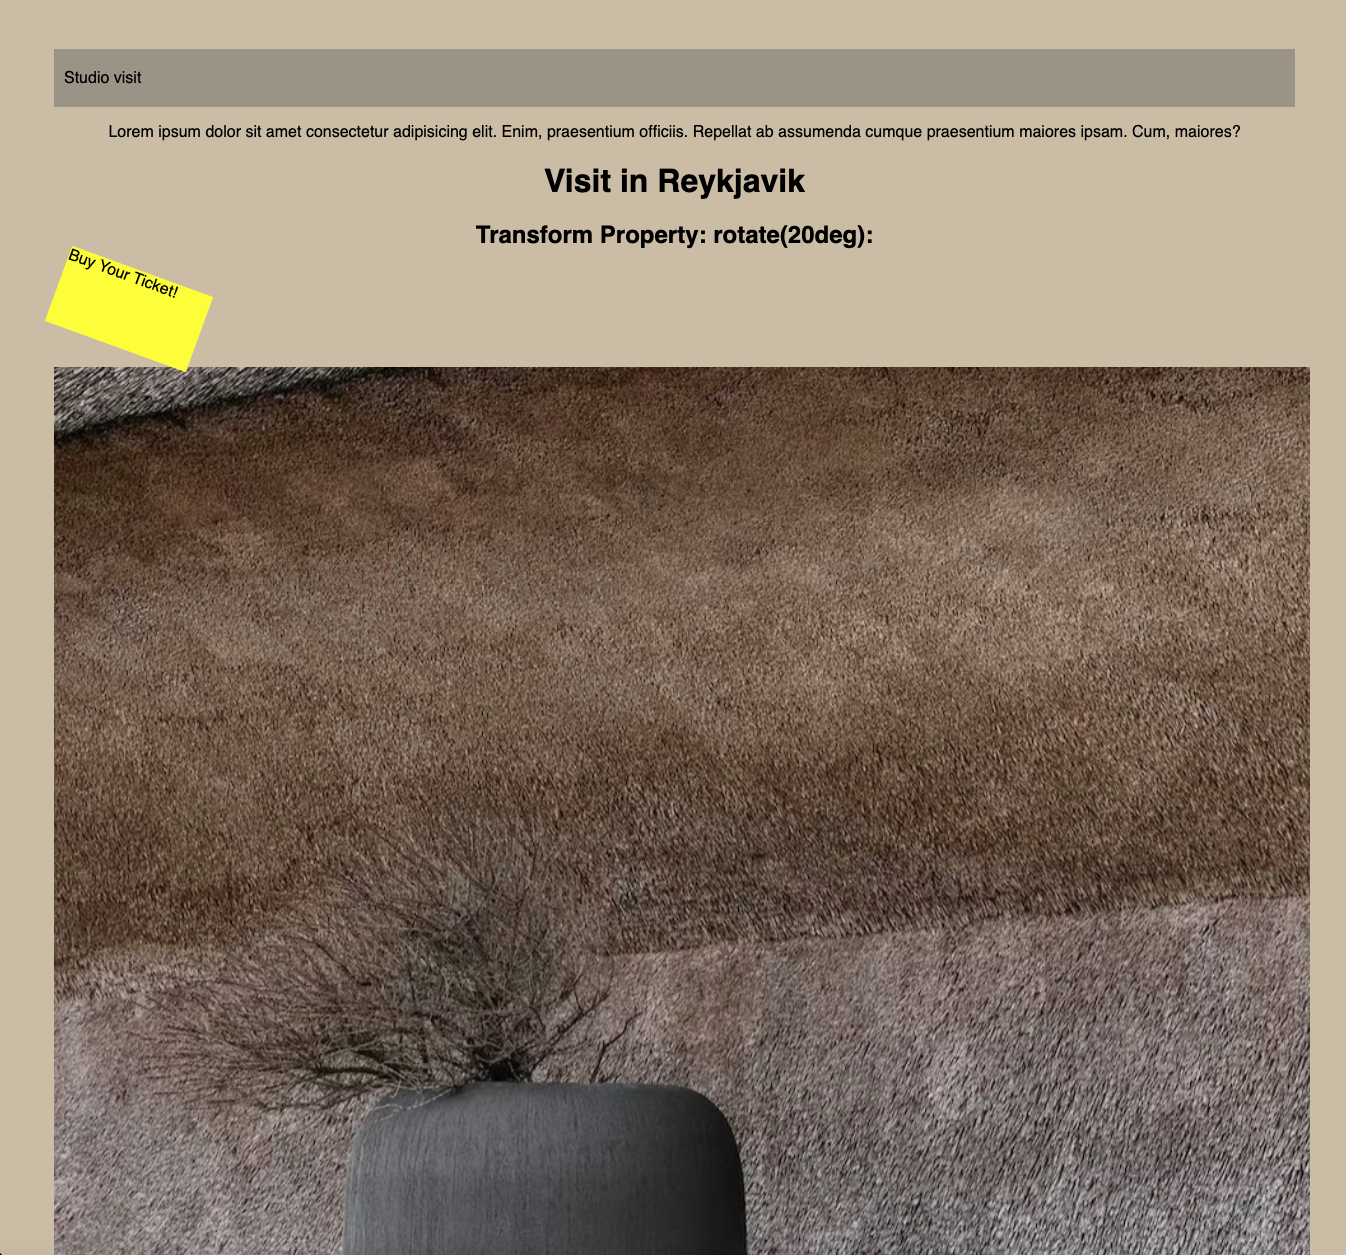 Studio visit
Lorem ipsum dolor sit amet consectetur adipisicing elit. Enim, praesentium officiis. Repellat ab assumenda cumque praesentium maiores ipsam. Cum, maiores?
Visit in Reykjavik
Transform Property: rotate(20deg):
Buy Your Ticket!